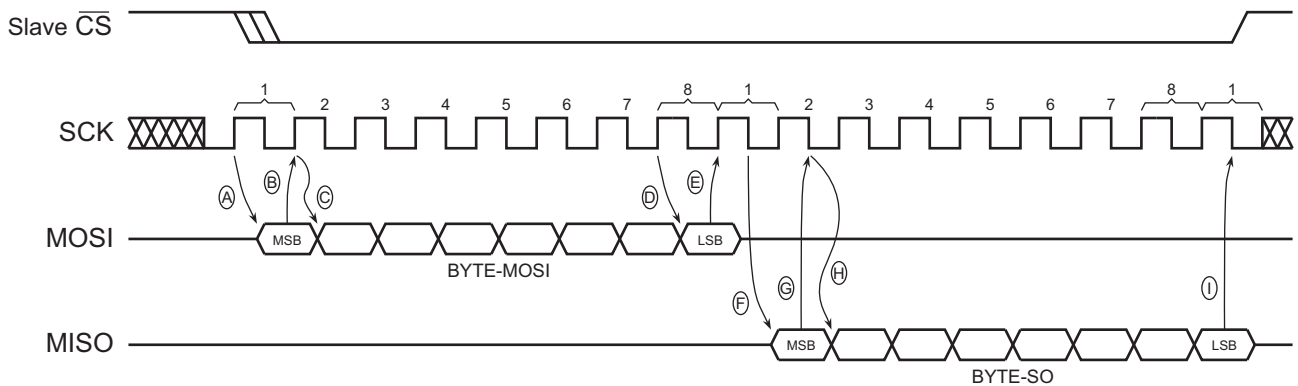 Slave CS
1 2 3 4 5 6 7 8 1 2 3 4 5 6 7 8 1
SCK
A B C D E
MOSI MSB LSB
BYTE-MOSI
F G H I
MISO MSB LSB
BYTE-SO